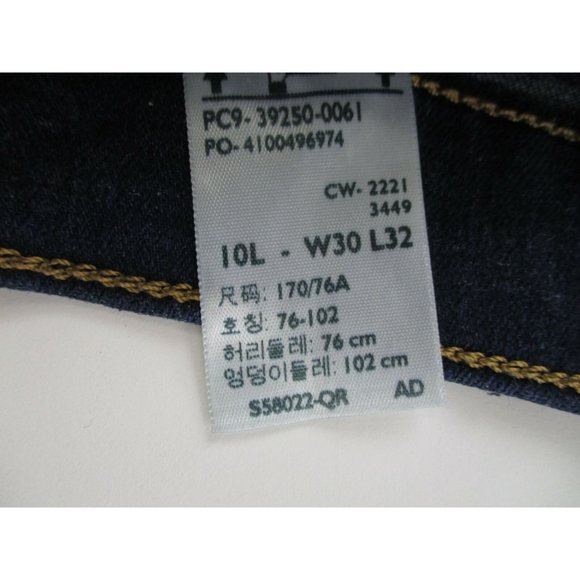 PC9- 39250-0061
PO- 4100496974
CW- 2221
3449
10L - W30 L32
尺码: 170/76A
호칭: 76-102
허리둘레: 76 cm
엉덩이둘레: 102 cm
S58022-QR AD